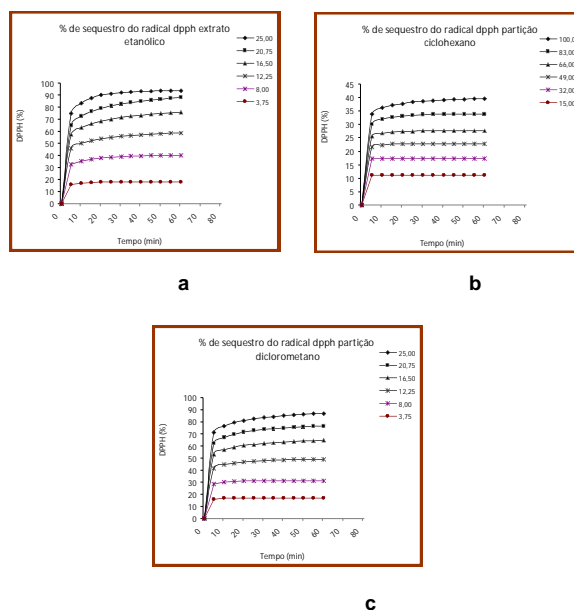 % de sequestro do radical dpph extrato
etanólico
25,00
20,75
16,50
12,25
8,00
3,75
DPPH (%)
100
90
80
70
60
50
40
30
20
10
0
0 10 20 30 40 50 60 70 80
Tempo (min)
a
% de sequestro do radical dpph partição
ciclohexano
100,0
83,00
66,00
49,00
32,00
15,00
DPPH (%)
45
40
35
30
25
20
15
10
5
0
0 10 20 30 40 50 60 70 80
Tempo (min)
b
% de sequestro do radical dpph partição
diclorometano
25,00
20,75
16,50
12,25
8,00
3,75
DPPH (%)
100
90
80
70
60
50
40
30
20
10
0
0 10 20 30 40 50 60 70 80
Tempo (min)
c